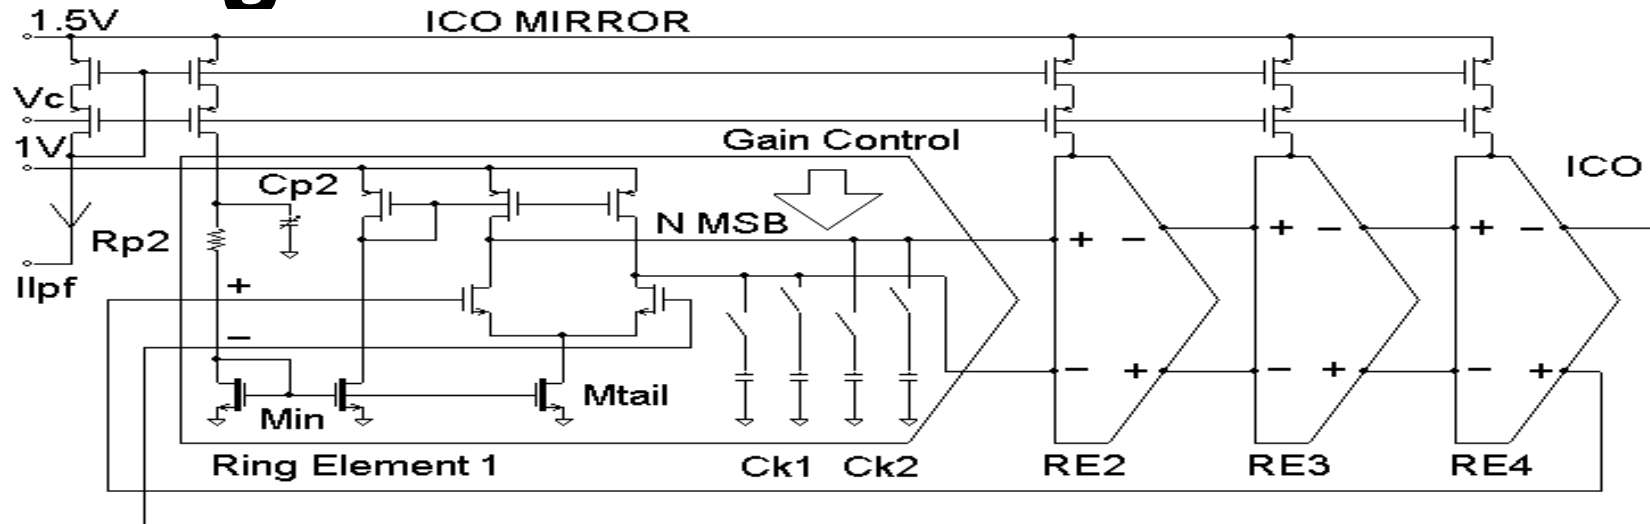 1.5V
ICO MIRROR
Vc
1V
Gain Control
ICO
Cp2
N MSB
Rp2
+ − + − + −
Ilpf
+
−
− + − + − +
Mtail
Min
Ring Element 1
Ck1 Ck2
RE2
RE3
RE4